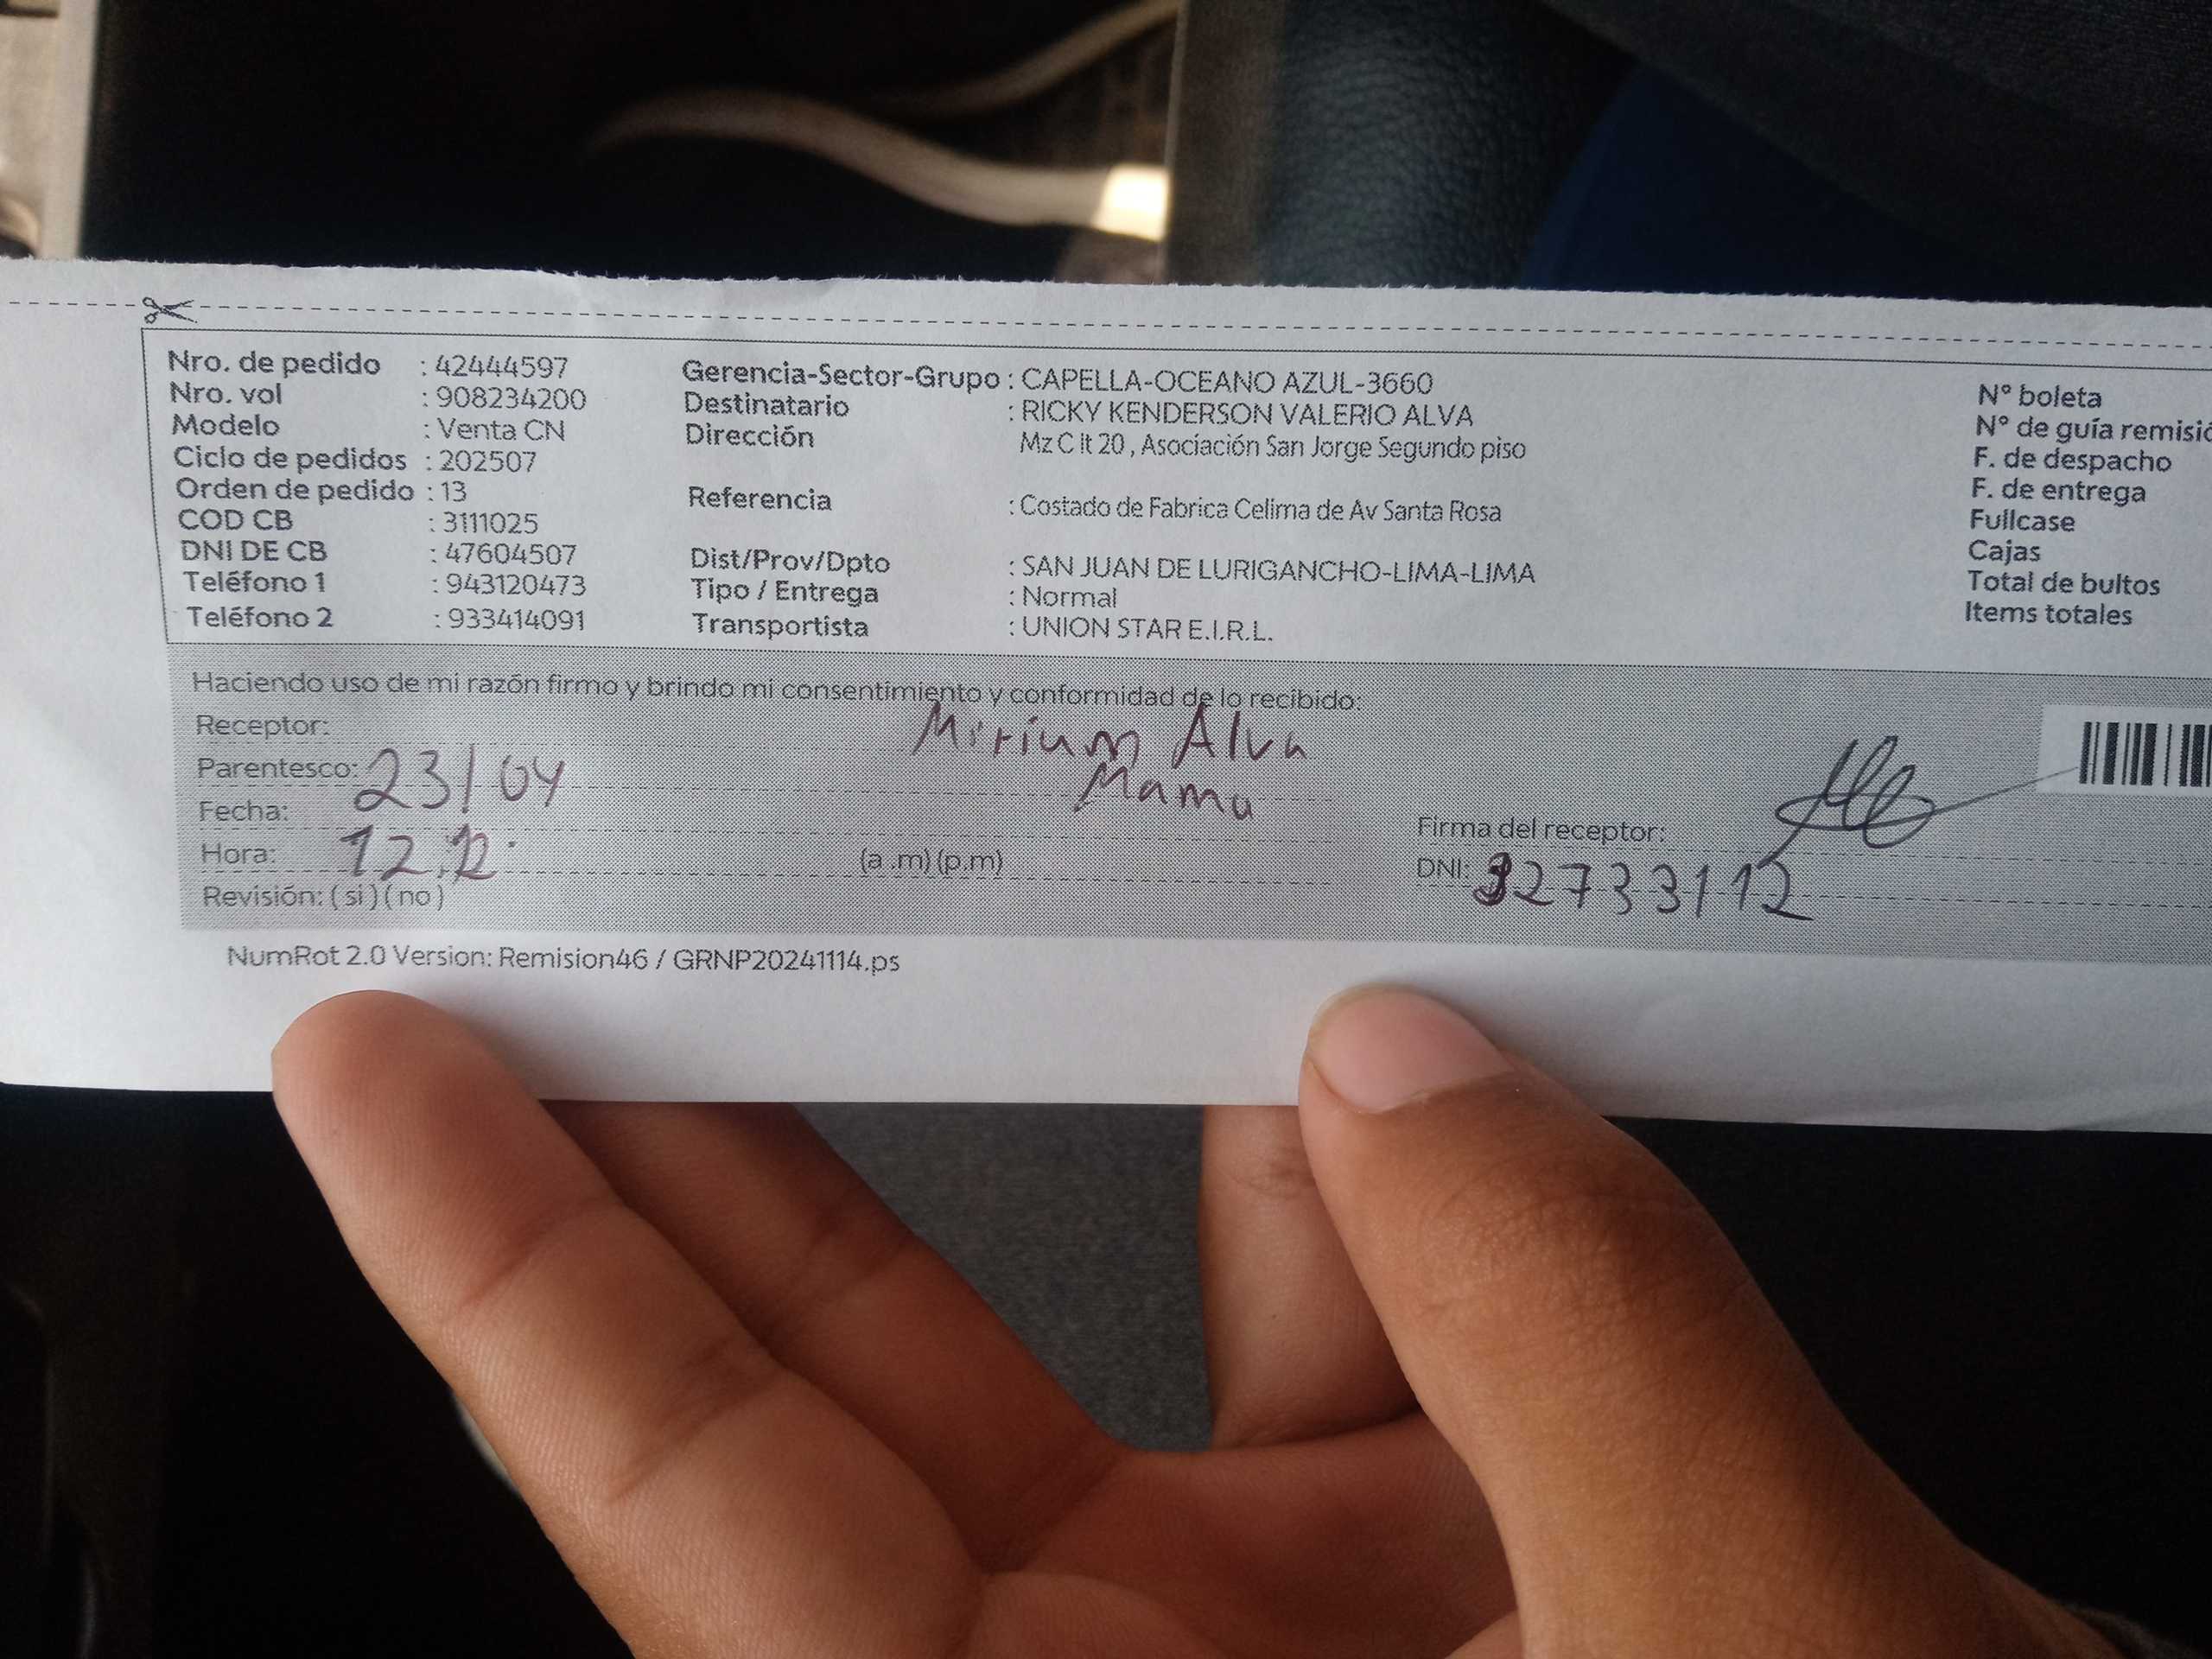 Nro. de pedido : 42444597
Nro. vol : 908234200
Modelo : Venta CN
Ciclo de pedidos : 202507
Orden de pedido : 13
COD CB : 3111025
DNI DE CB : 47604507
Teléfono 1 : 943120473
Teléfono 2 : 933414091
Gerencia-Sector-Grupo : CAPELLA-OCEANO AZUL-3660
Destinatario : RICKY KENDERSON VALERIO ALVA
Dirección Mz C lt 20 , Asociación San Jorge Segundo piso
Referencia : Costado de Fabrica Celima de Av Santa Rosa
Dist/Prov/Dpto : SAN JUAN DE LURIGANCHO-LIMA-LIMA
Tipo / Entrega : Normal
Transportista : UNION STAR E.I.R.L.
N° boleta
N° de guía remisió
F. de despacho
F. de entrega
Fullcase
Cajas
Total de bultos
Items totales
Haciendo uso de mi razón firmo y brindo mi consentimiento y conformidad de lo recibido:
Receptor: Mirium Alva
Parentesco: 23/04 Mama
Fecha:
Hora: 12:12 (a .m) (p.m)
Revisión: ( si ) ( no )
Firma del receptor:
DNI: 32733112
NumRot 2.0 Version: Remision46 / GRNP20241114.ps